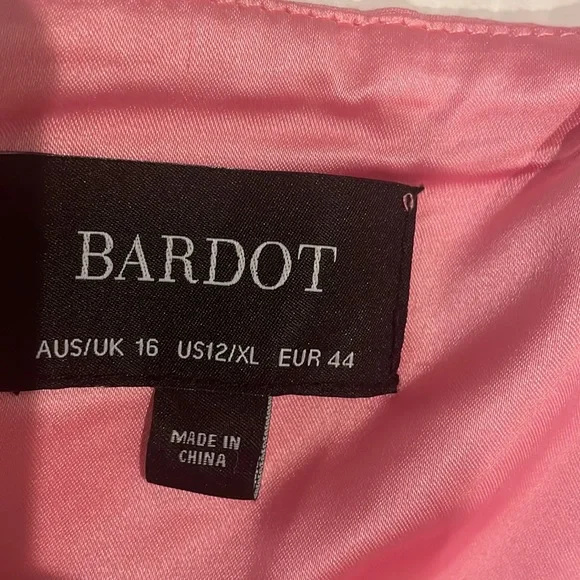 BARDOT
AUS/UK 16 US12/XL EUR 44
MADE IN
CHINA